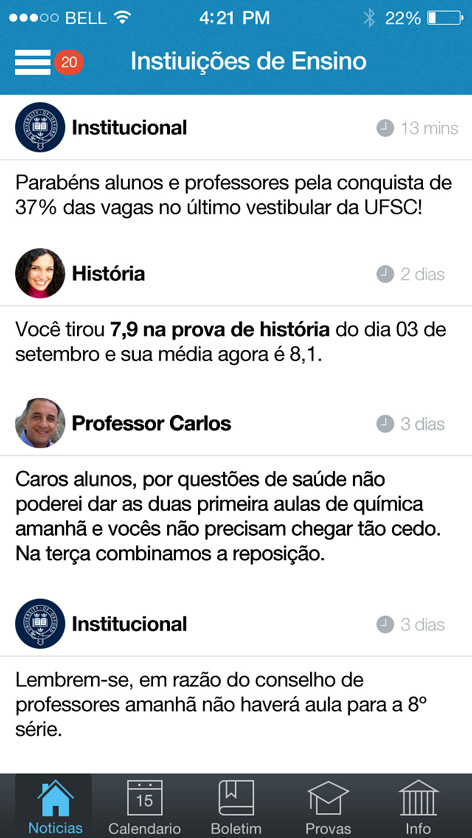 BELL 4:21 PM 22%
20 Instiuições de Ensino
Institucional 13 mins
Parabéns alunos e professores pela conquista de
37% das vagas no último vestibular da UFSC!
História 2 dias
Você tirou 7,9 na prova de história do dia 03 de
setembro e sua média agora é 8,1.
Professor Carlos 3 dias
Caros alunos, por questões de saúde não
poderei dar as duas primeira aulas de química
amanhã e vocês não precisam chegar tão cedo.
Na terça combinamos a reposição.
Institucional 3 dias
Lembrem-se, em razão do conselho de
professores amanhã não haverá aula para a 8º
série.
15
Noticias Calendario Boletim Provas Info